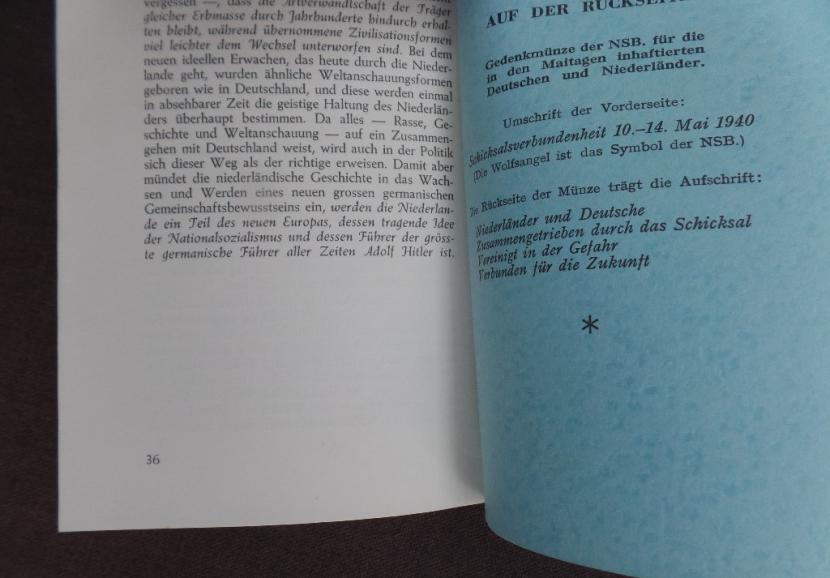 vergessen —, dass die Artverwandtschaft der Träger
gleicher Erbmasse durch Jahrhunderte hindurch erhal-
ten bleibt, während übernommene Zivilisationsformen
viel leichter dem Wechsel unterworfen sind. Bei dem
neuen ideellen Erwachen, das heute durch die Nieder-
lande geht, wurden ähnliche Weltanschauungsformen
geboren wie in Deutschland, und diese werden einmal
in absehbarer Zeit die geistige Haltung des Niederlän-
ders überhaupt bestimmen. Da alles — Rasse, Ge-
schichte und Weltanschauung — auf ein Zusammen-
gehen mit Deutschland weist, wird auch in der Politik
sich dieser Weg als der richtige erweisen. Damit aber
mündet die niederländische Geschichte in das Wach-
sen und Werden eines neuen grossen germanischen
Gemeinschaftsbewusstseins ein, werden die Niederlan-
de ein Teil des neuen Europas, dessen tragende Idee
der Nationalsozialismus und dessen Führer der gröss-
te germanische Führer aller Zeiten Adolf Hitler ist.
36
AUF DER RÜCKSEITE
Gedenkmünze der NSB. für die
in den Maitagen inhaftierten
Deutschen und Niederländer.
Umschrift der Vorderseite:
Schicksalsverbundenheit 10.–14. Mai 1940
(Die Wolfsangel ist das Symbol der NSB.)
Die Rückseite der Münze trägt die Aufschrift:
Niederländer und Deutsche
Zusammengetrieben durch das Schicksal
Vereinigt in der Gefahr
Verbunden für die Zukunft
*